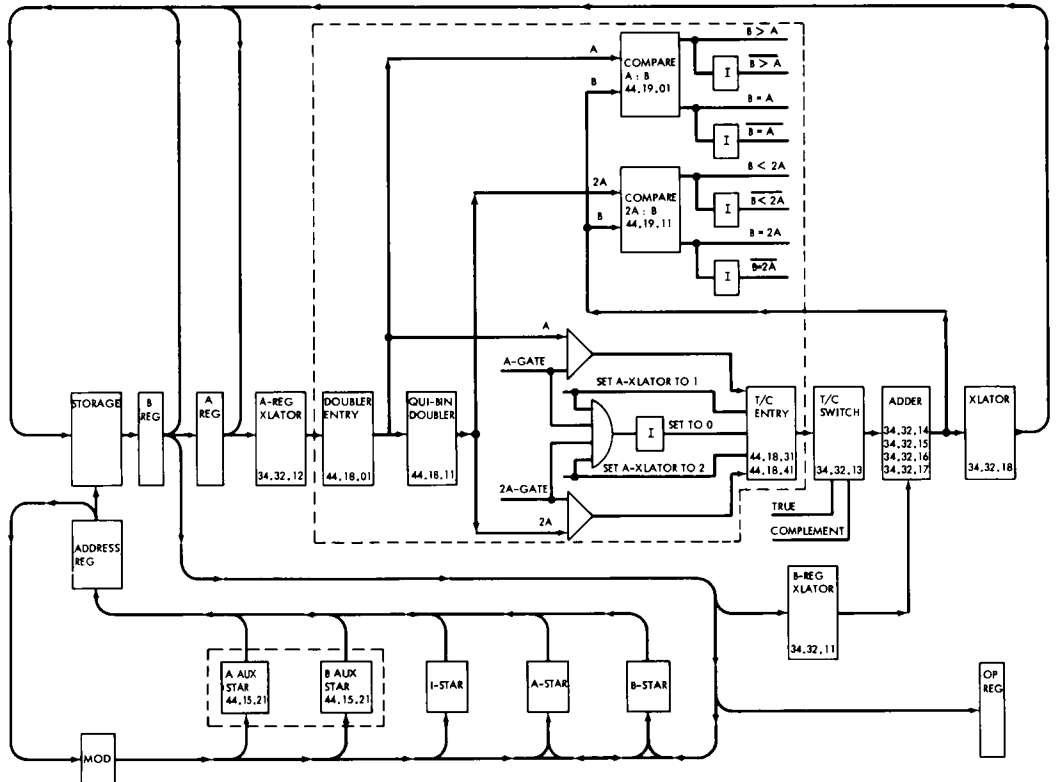 B > A
A
COMPARE
A : B
44.19.01
I
B > A
B
B = A
I
B = A
B < 2A
2A
COMPARE
2A : B
44.19.11
I
B < 2A
B
B = 2A
I
B=2A
A
A-GATE
SET A-XLATOR TO 1
STORAGE
B
REG
A
REG
A-REG
XLATOR
34.32.12
DOUBLER
ENTRY
44.18.01
QUI-BIN
DOUBLER
44.18.11
I
SET TO 0
T/C
ENTRY
44.18.31
44.18.41
T/C
SWITCH
34.32.13
ADDER
34.32.14
34.32.15
34.32.16
34.32.17
XLATOR
34.32.18
SET A-XLATOR TO 2
2A-GATE
2A
TRUE
COMPLEMENT
ADDRESS
REG
B-REG
XLATOR
34.32.11
A AUX
STAR
44.15.21
B AUX
STAR
44.15.21
I-STAR
A-STAR
B-STAR
OP
REG
MOD